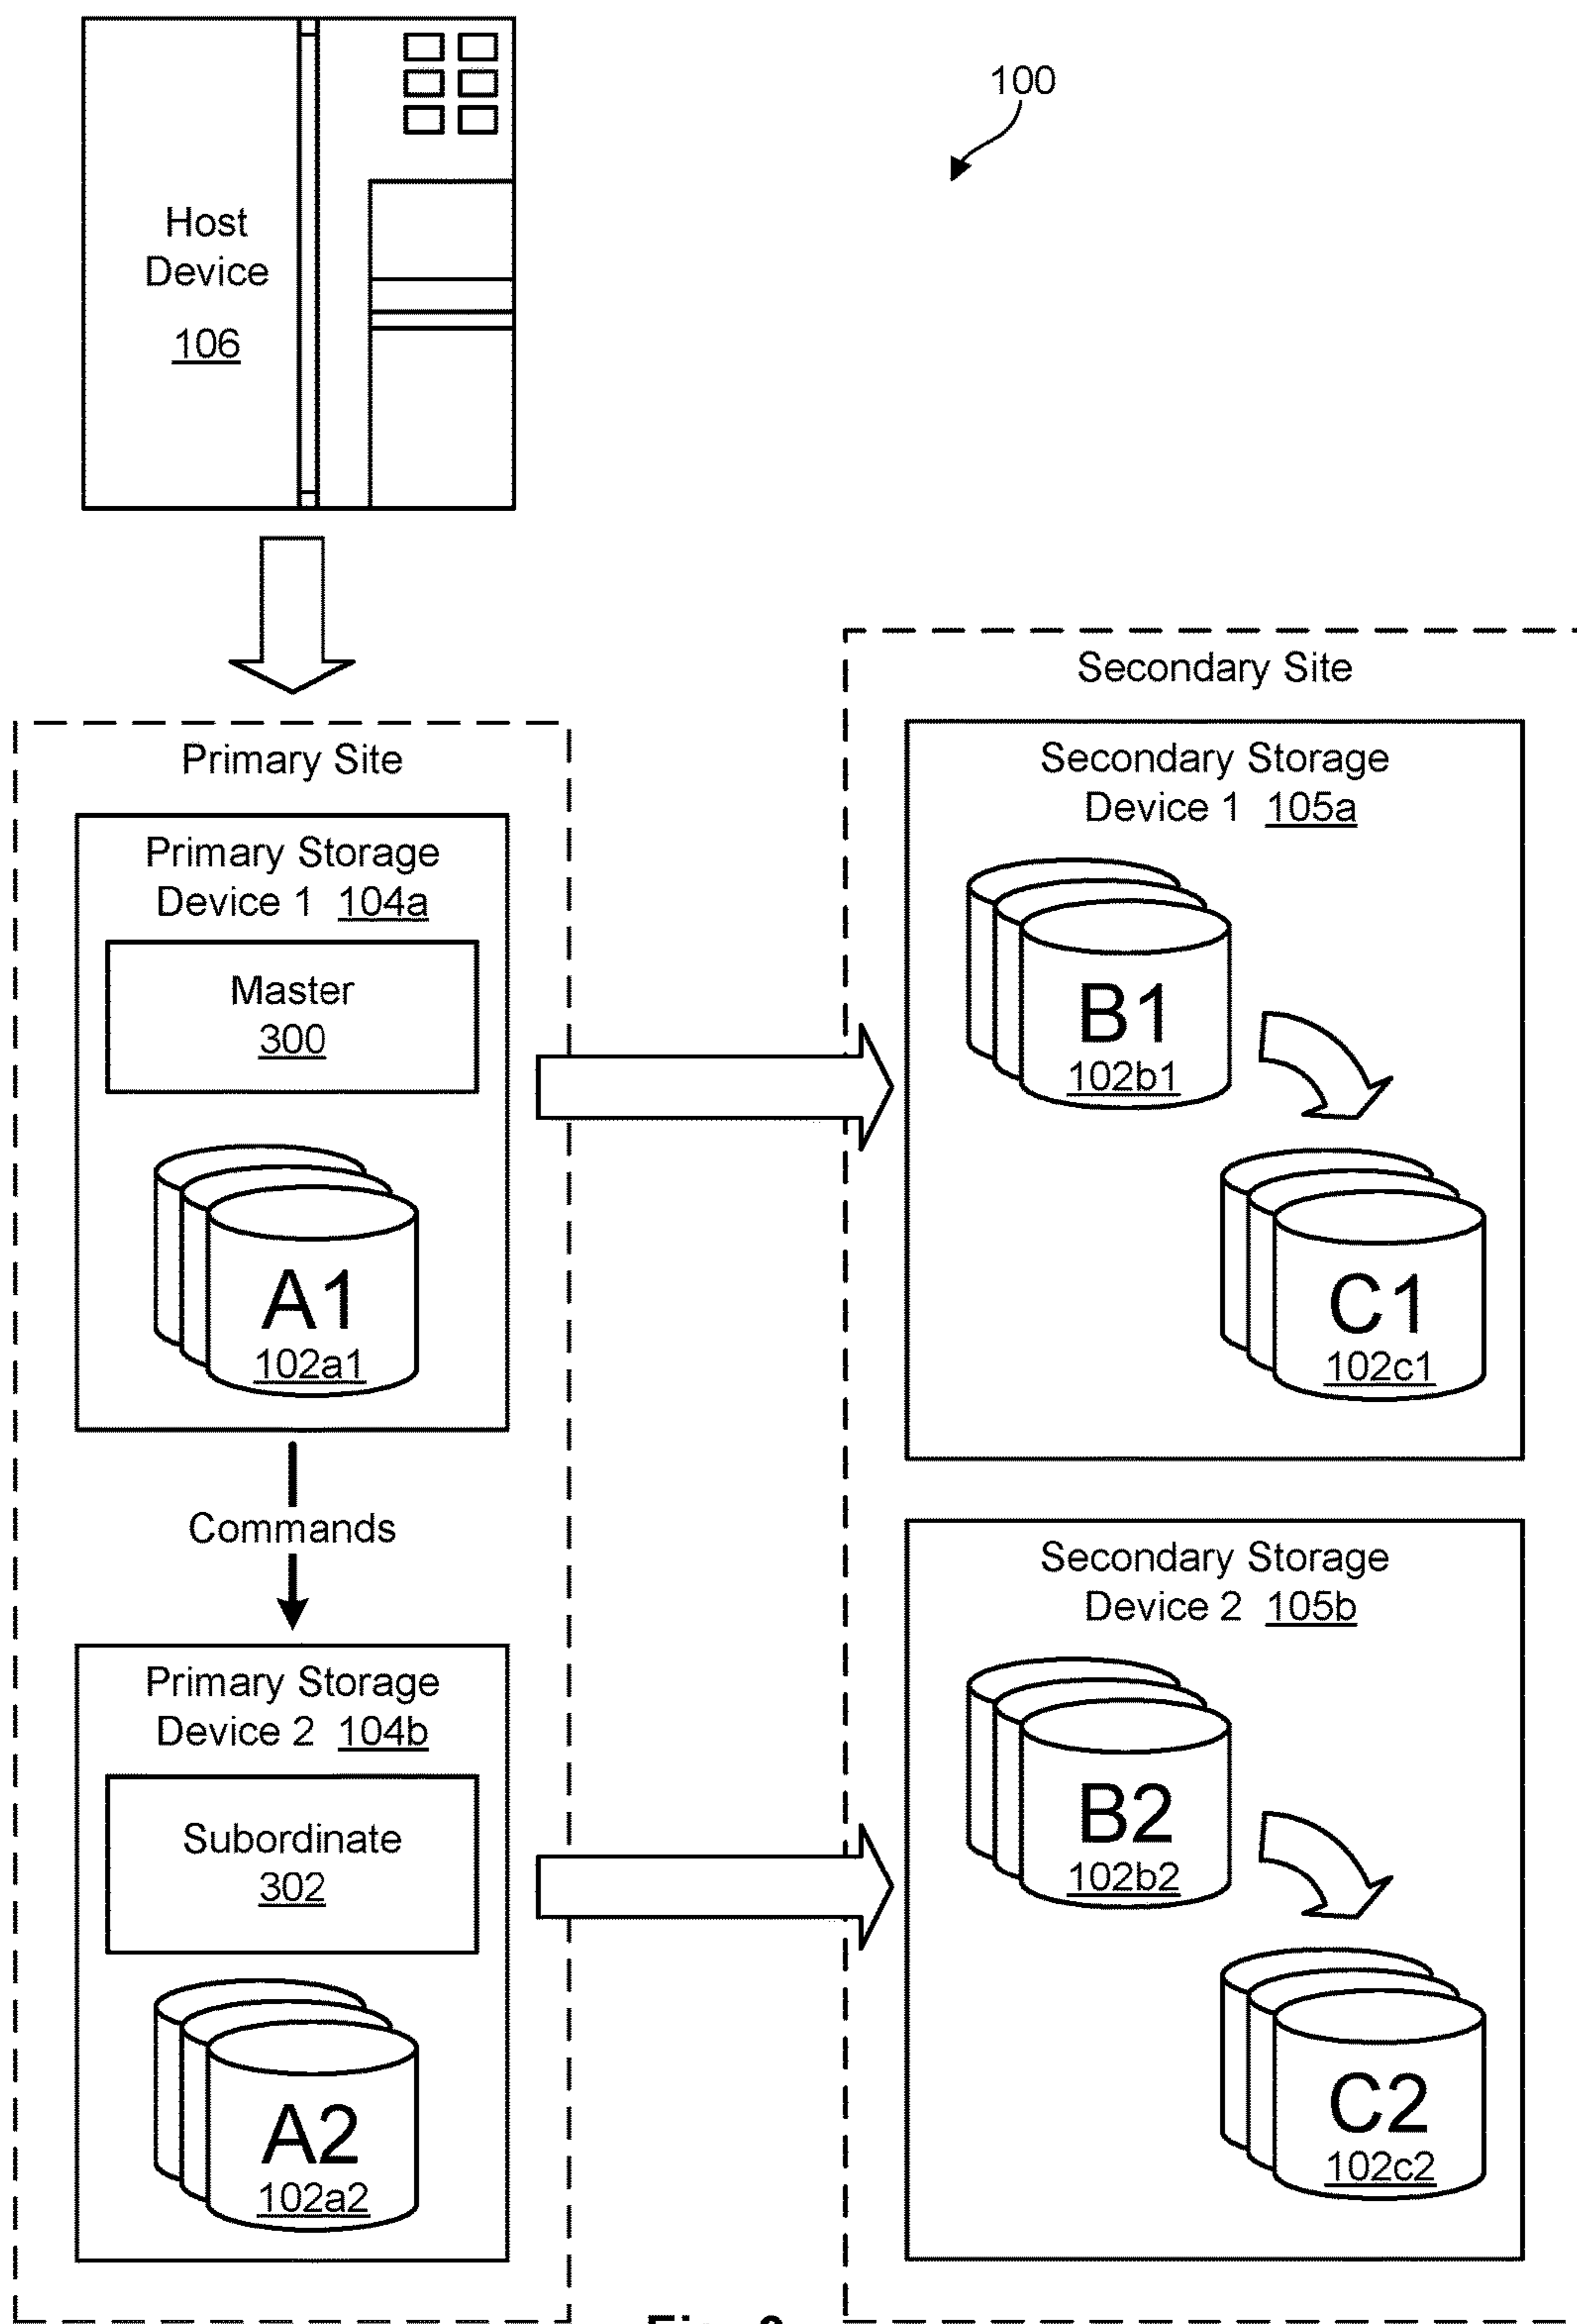 100
Host
Device
106
Primary Site
Primary Storage
Device 1 104a
Master
300
A1
102a1
Commands
Primary Storage
Device 2 104b
Subordinate
302
A2
102a2
Secondary Site
Secondary Storage
Device 1 105a
B1
102b1
C1
102c1
Secondary Storage
Device 2 105b
B2
102b2
C2
102c2